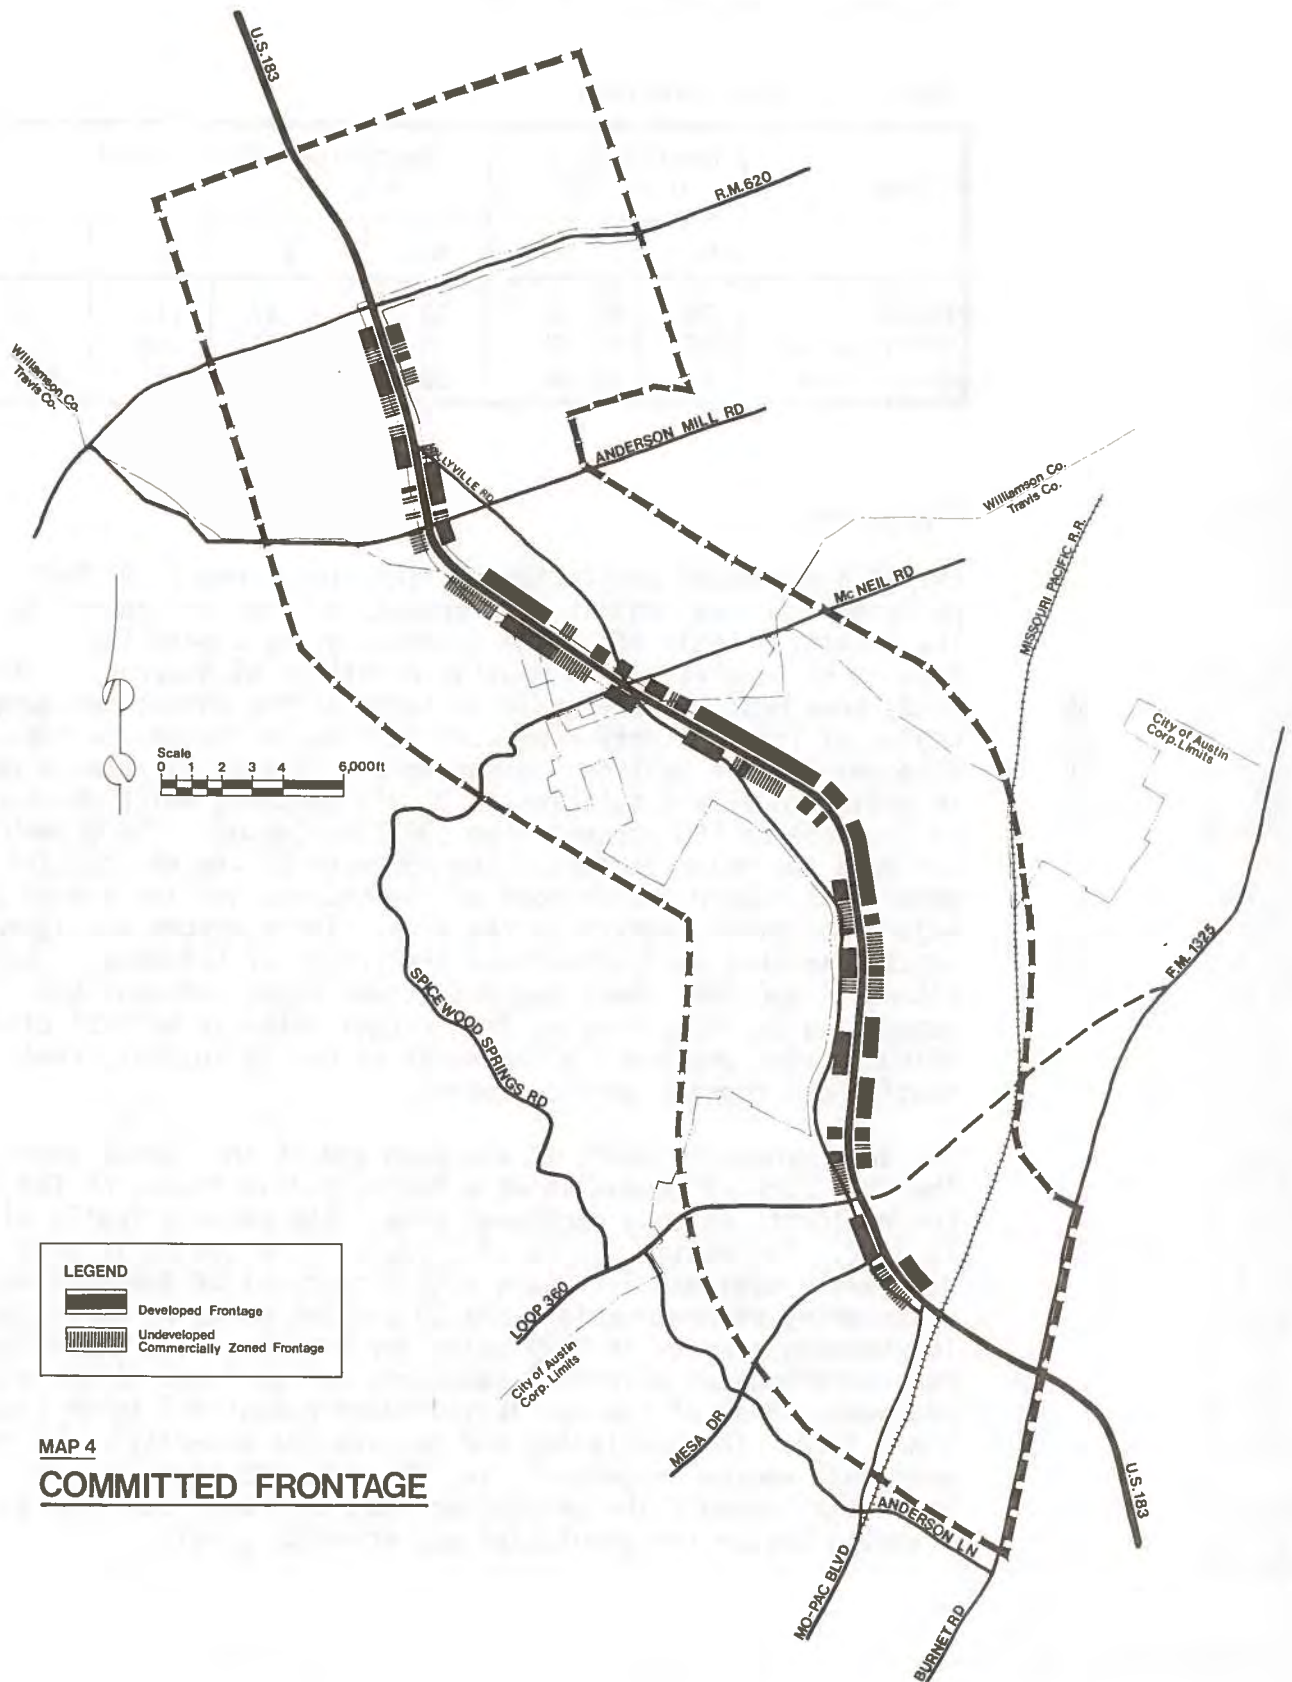 U.S.183
R.M.620
Williamson Co.
Travis Co.
ANDERSON MILL RD
Williamson Co.
Travis Co.
MISSOURI PACIFIC R.R.
Mc NEIL RD
City of Austin
Corp. Limits
Scale
0 1 2 3 4 6,000ft
F.M. 1325
SPICEWOOD SPRINGS RD
LEGEND
Developed Frontage
Undeveloped
Commercially Zoned Frontage
LOOP 360
City of Austin
Corp. Limits
MESA DR
MAP 4
COMMITTED FRONTAGE
U.S.183
ANDERSON LN
MO-PAC BLVD
BURNET RD